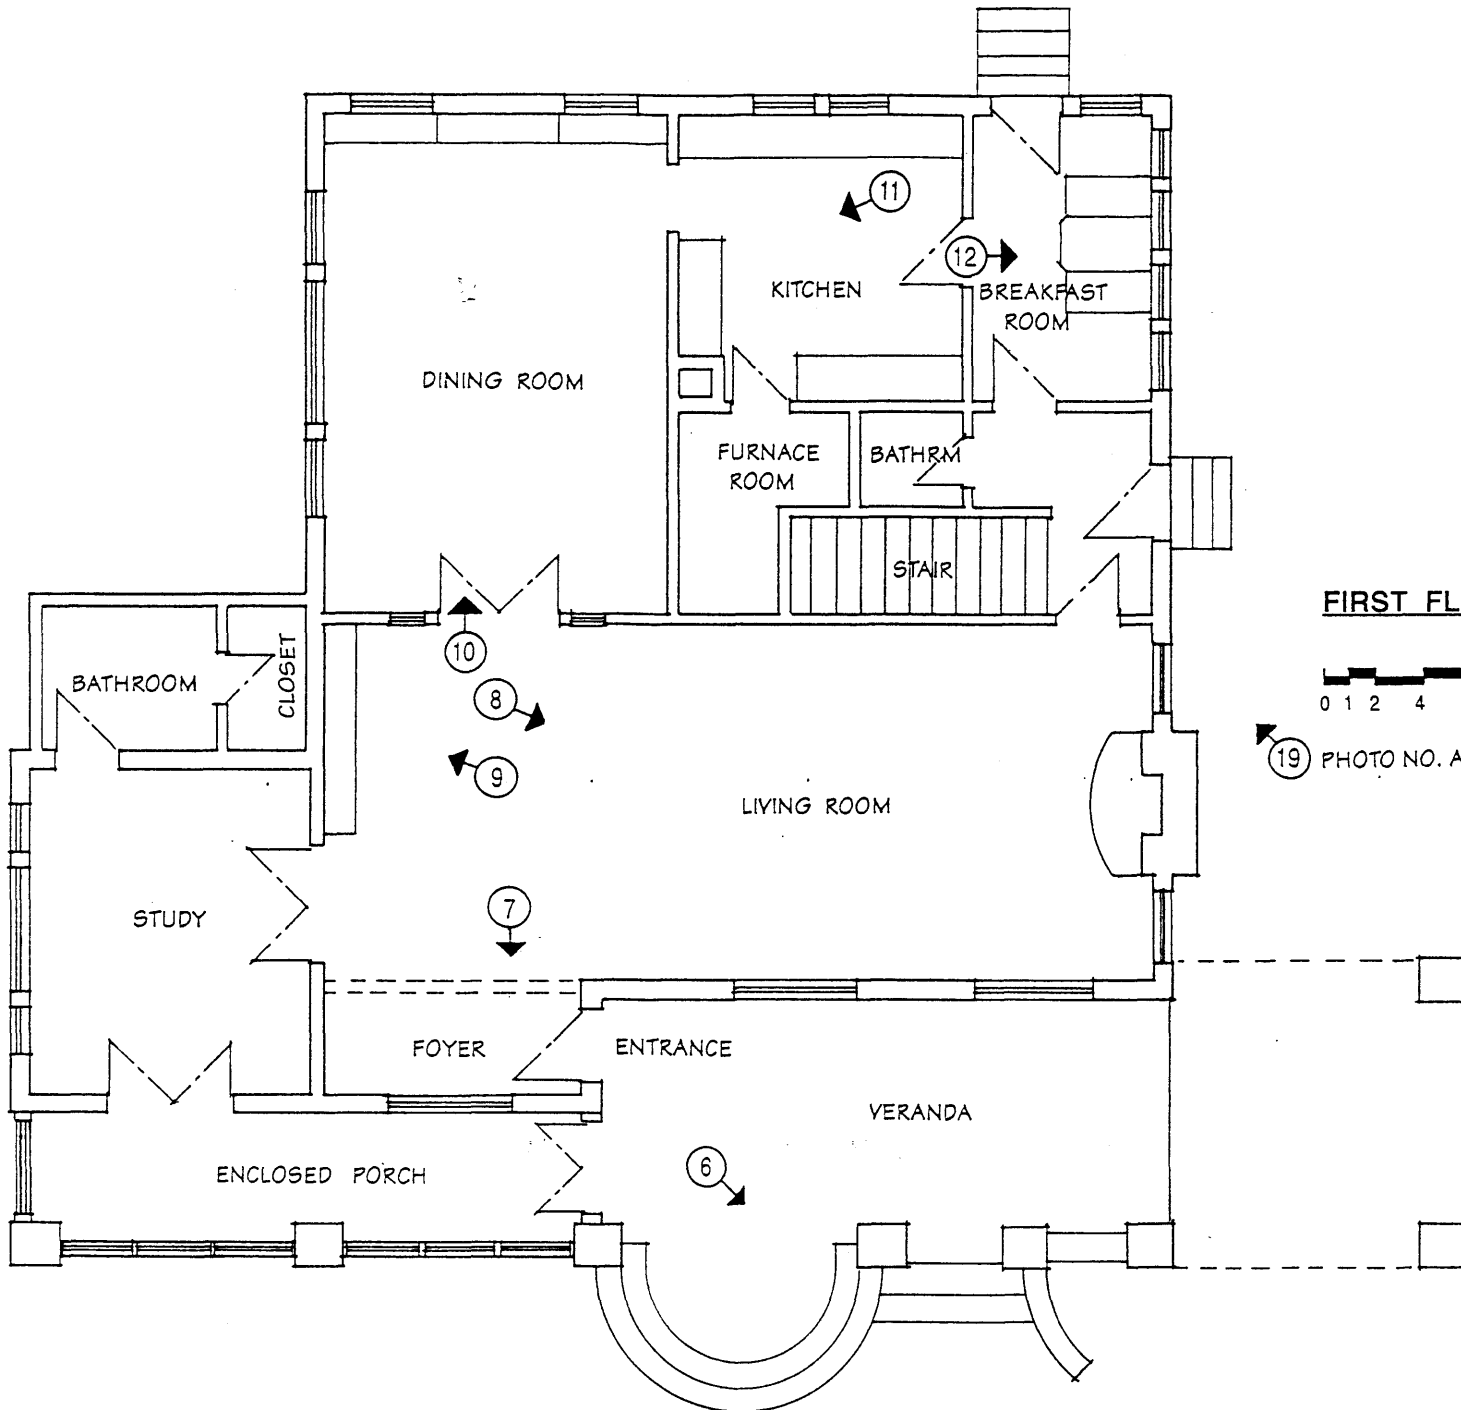 11
12
KITCHEN
BREAKFAST
ROOM
DINING ROOM
FURNACE
ROOM
BATHRM
STAIR
FIRST FL
0 1 2 4
19 PHOTO NO. A
10
CLOSET
BATHROOM
8
9
LIVING ROOM
7
STUDY
FOYER
ENTRANCE
VERANDA
6
ENCLOSED PORCH